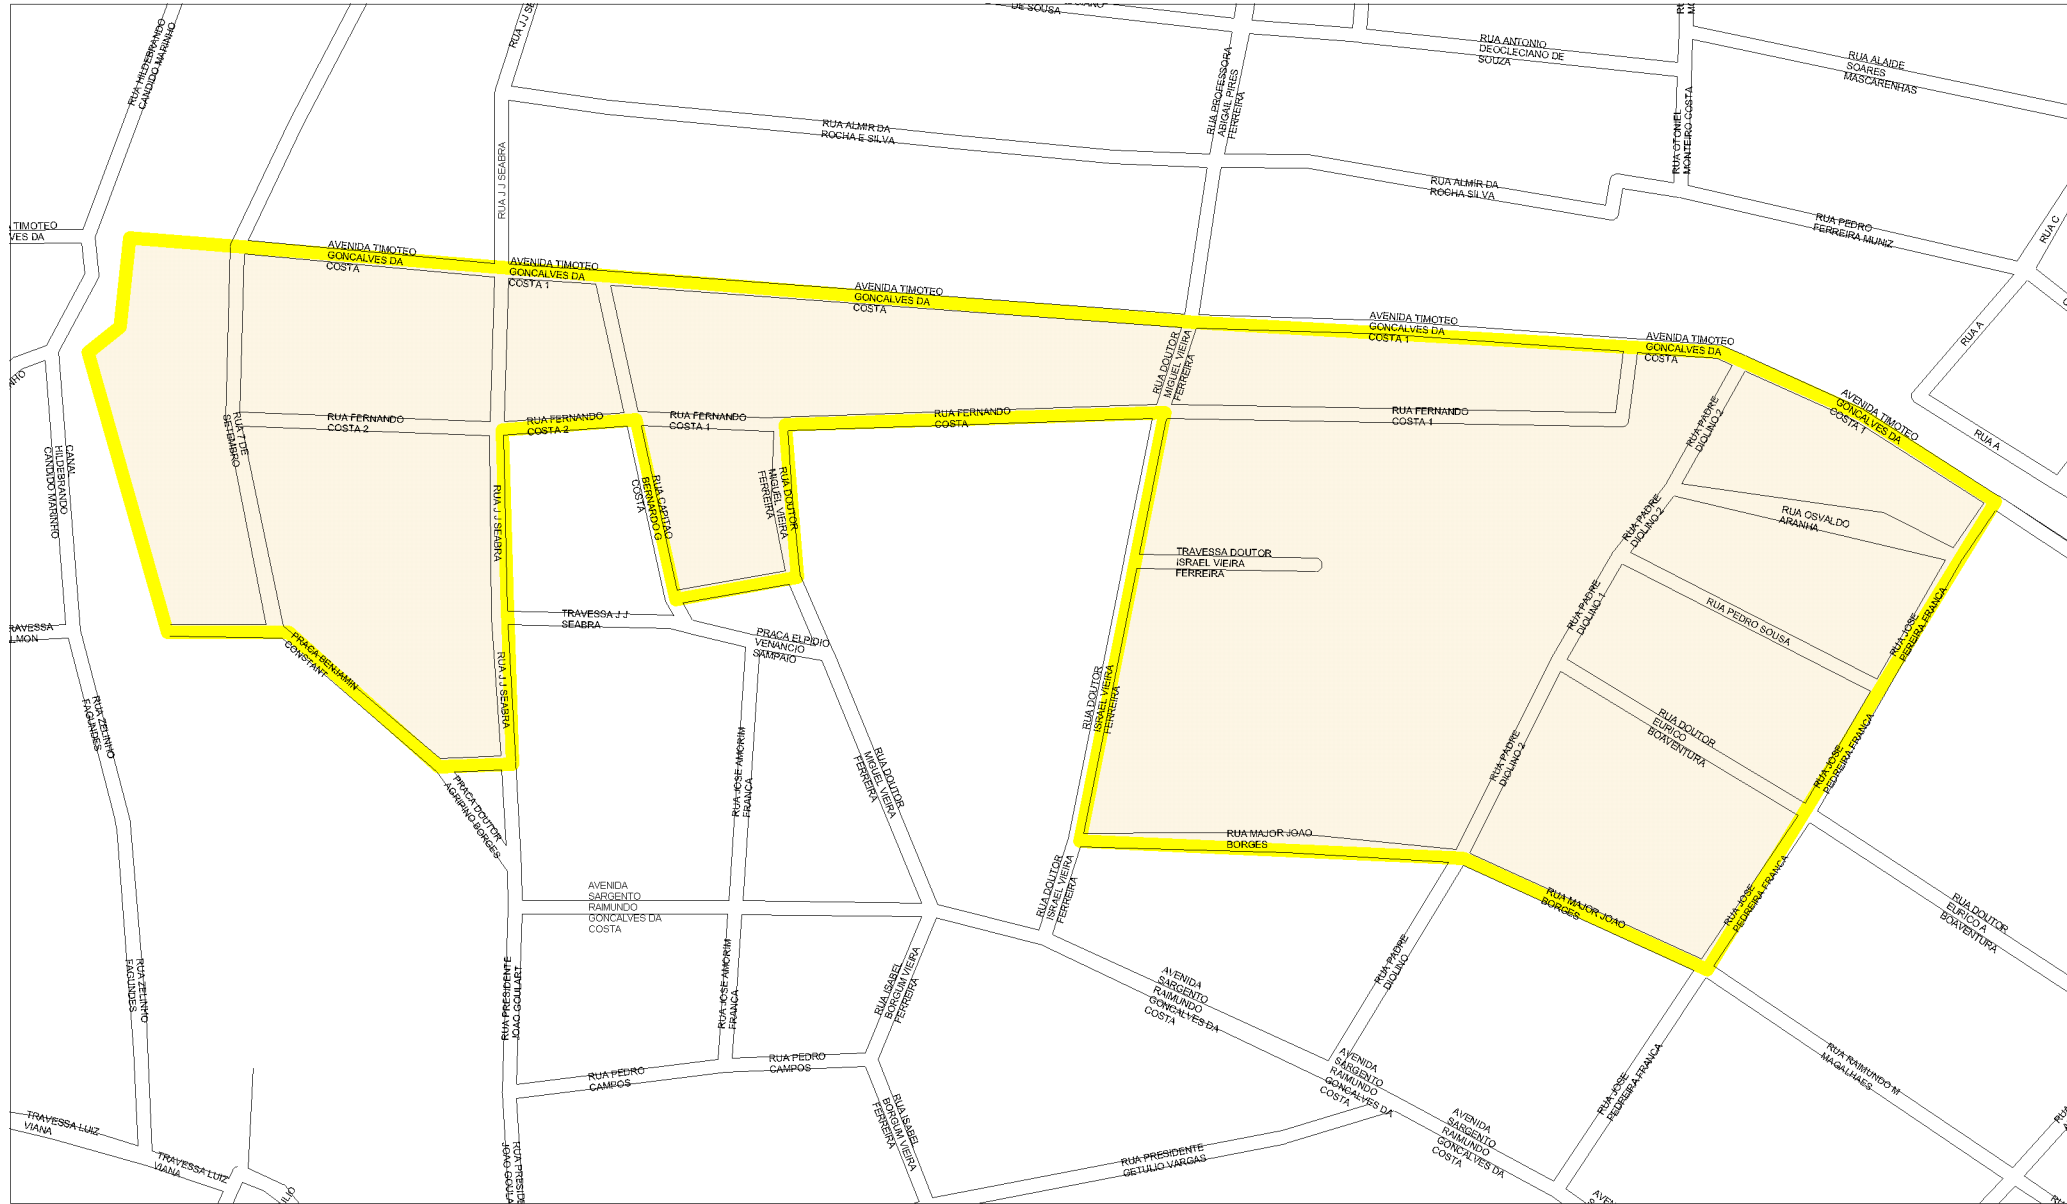 DE SOUSA
RUA HILDEBRANDO
CANDIDO MARINHO
RUA J J SE
RUA PROFESSORA
ABIGAIL PIRES
FERREIRA
RUA ANTONIO
DEOCLECIANO DE
SOUZA
RUA ALAIDE
SOARES
MASCARENHAS
RUA ALMIR DA
ROCHA E SILVA
RUA OTONIEL
MONTEIRO COSTA
RUA J J SEABRA
RUA ALMIR DA
ROCHA SILVA
RUA PEDRO
FERREIRA MUNIZ
RUA C
TIMOTEO
VES DA
AVENIDA TIMOTEO
GONCALVES DA
COSTA
AVENIDA TIMOTEO
GONCALVES DA
COSTA 1
AVENIDA TIMOTEO
GONCALVES DA
COSTA
AVENIDA TIMOTEO
GONCALVES DA
COSTA 1
AVENIDA TIMOTEO
GONCALVES DA
COSTA
RUA A
NHO
RUA DOUTOR
MIGUEL VIEIRA
FERREIRA
AVENIDA TIMOTEO
GONCALVES DA
COSTA 1
RUA A
RUA 7 DE
SETEMBRO
RUA FERNANDO
COSTA 2
RUA FERNANDO
COSTA 2
RUA FERNANDO
COSTA 1
RUA FERNANDO
COSTA
RUA FERNANDO
COSTA 1
RUA PADRE
DIOLINO 2
CANAL
HILDEBRANDO
CANDIDO MARINHO
RUA J J SEABRA
RUA CAPITAO
BERNARDO G
COSTA
RUA DOUTOR
MIGUEL VIEIRA
FERREIRA
RUA PADRE
DIOLINO 2
RUA OSVALDO
ARANHA
TRAVESSA DOUTOR
ISRAEL VIEIRA
FERREIRA
RUA PADRE
DIOLINO 1
RUA PEDRO SOUSA
RUA JOSE
PEREIRA FRANCA
RAVESSA
LMON
TRAVESSA J J
SEABRA
PRACA ELPIDIO
VENANCIO
SAMPAIO
PRACA BENJAMIN
CONSTANT
RUA J J SEABRA
RUA DOUTOR
ISRAEL VIEIRA
FERREIRA
RUA ZELINHO
FAGUNDES
RUA JOSE AMORIM
FRANCA
RUA DOUTOR
MIGUEL VIEIRA
FERREIRA
RUA PADRE
DIOLINO 2
RUA DOUTOR
EURICO
BOAVENTURA
RUA JOSE
PEDREIRA FRANCA
PRACA DOUTOR
AGRIPINO BORGES
RUA MAJOR JOAO
BORGES
AVENIDA
SARGENTO
RAIMUNDO
GONCALVES DA
COSTA
RUA DOUTOR
ISRAEL VIEIRA
FERREIRA
RUA MAJOR JOAO
BORGES
RUA JOSE
PEDREIRA FRANCA
RUA DOUTOR
EURICO A
BOAVENTURA
RUA ZELINHO
FAGUNDES
RUA PRESIDENTE
JOAO GOULART
RUA JOSE AMORIM
FRANCA
RUA ISABEL
BORGUM VIEIRA
FERREIRA
AVENIDA
SARGENTO
RAIMUNDO
GONCALVES DA
COSTA
RUA PADRE
DIOLINO
RUA PEDRO
CAMPOS
RUA PEDRO
CAMPOS
AVENIDA
SARGENTO
RAIMUNDO
GONCALVES DA
COSTA
RUA JOSE
PEDREIRA FRANCA
RUA RAIMUNDO M
MAGALHAES
TRAVESSA LUIZ
VIANA
TRAVESSA LUIZ
VIANA
RUA PRESIDE
JOAO GOULA
RUA ISABEL
BORGUM VIEIRA
FERREIRA
RUA PRESIDENTE
GETULIO VARGAS
AVENIDA
SARGENTO
RAIMUNDO
GONCALVES DA
COSTA